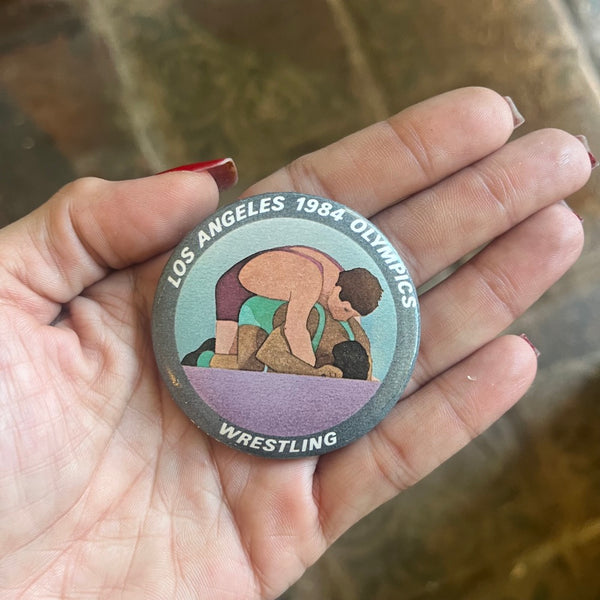 LOS ANGELES 1984 OLYMPICS
WRESTLING